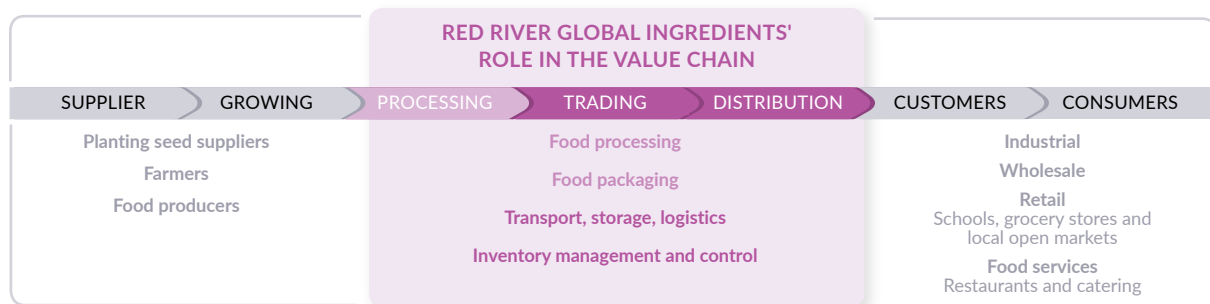 RED RIVER GLOBAL INGREDIENTS'
ROLE IN THE VALUE CHAIN
SUPPLIER
GROWING
PROCESSING
TRADING
DISTRIBUTION
CUSTOMERS
CONSUMERS
Planting seed suppliers
Farmers
Food producers
Food processing
Food packaging
Transport, storage, logistics
Inventory management and control
Industrial
Wholesale
Retail
Schools, grocery stores and
local open markets
Food services
Restaurants and catering